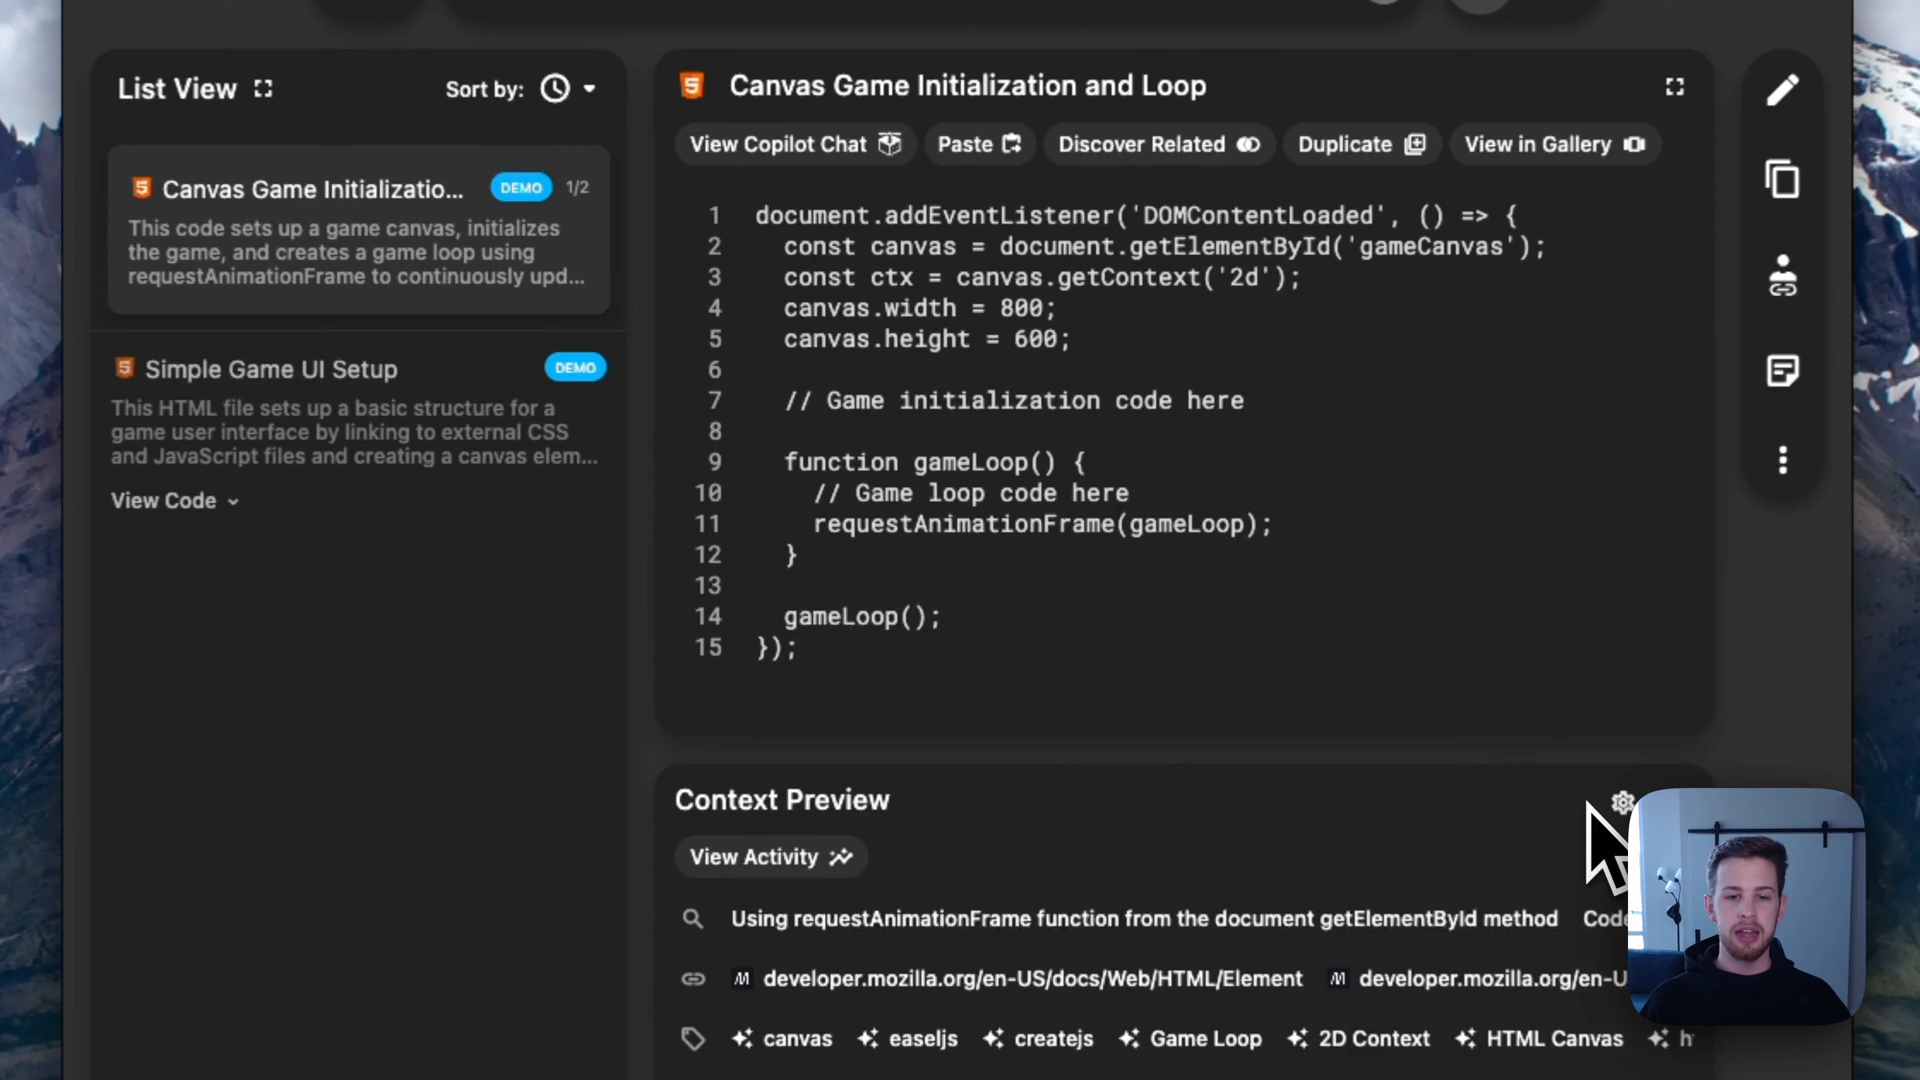 List View
Sort by:
Canvas Game Initializatio...
DEMO
1/2
This code sets up a game canvas, initializes
the game, and creates a game loop using
requestAnimationFrame to continuously upd...
Simple Game UI Setup
DEMO
This HTML file sets up a basic structure for a
game user interface by linking to external CSS
and JavaScript files and creating a canvas elem...
View Code
Canvas Game Initialization and Loop
View Copilot Chat
Paste
Discover Related
Duplicate
View in Gallery
1 document.addEventListener('DOMContentLoaded', () => {
2 const canvas = document.getElementById('gameCanvas');
3 const ctx = canvas.getContext('2d');
4 canvas.width = 800;
5 canvas.height = 600;
6
7 // Game initialization code here
8
9 function gameLoop() {
10 // Game loop code here
11 requestAnimationFrame(gameLoop);
12 }
13
14 gameLoop();
15 });
Context Preview
View Activity
Using requestAnimationFrame function from the document getElementById method Code
developer.mozilla.org/en-US/docs/Web/HTML/Element developer.mozilla.org/en-U
canvas easeljs createjs Game Loop 2D Context HTML Canvas h